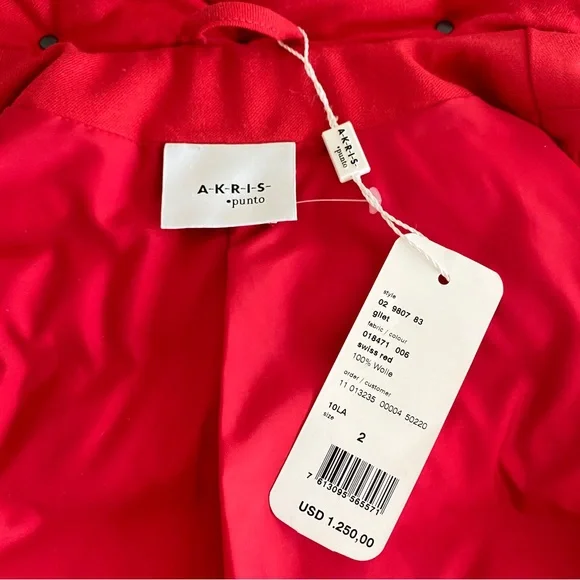 A-K-R-I-S-
•punto
A-K-R-I-S-
•punto
style
02 9807 83
gilet
fabric / colour
018471 006
swiss red
100% Wolle
order / customer
11 013235 00004 50220
10LA
size
2
7 613095 565571
USD 1.250,00